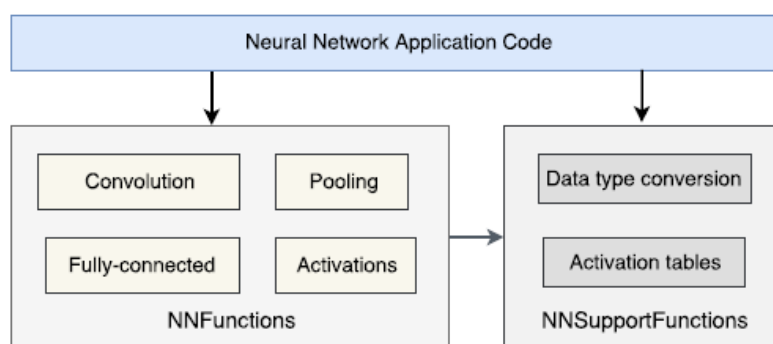 Neural Network Application Code
Convolution
Pooling
Fully-connected
Activations
NNFunctions
Data type conversion
Activation tables
NNSupportFunctions